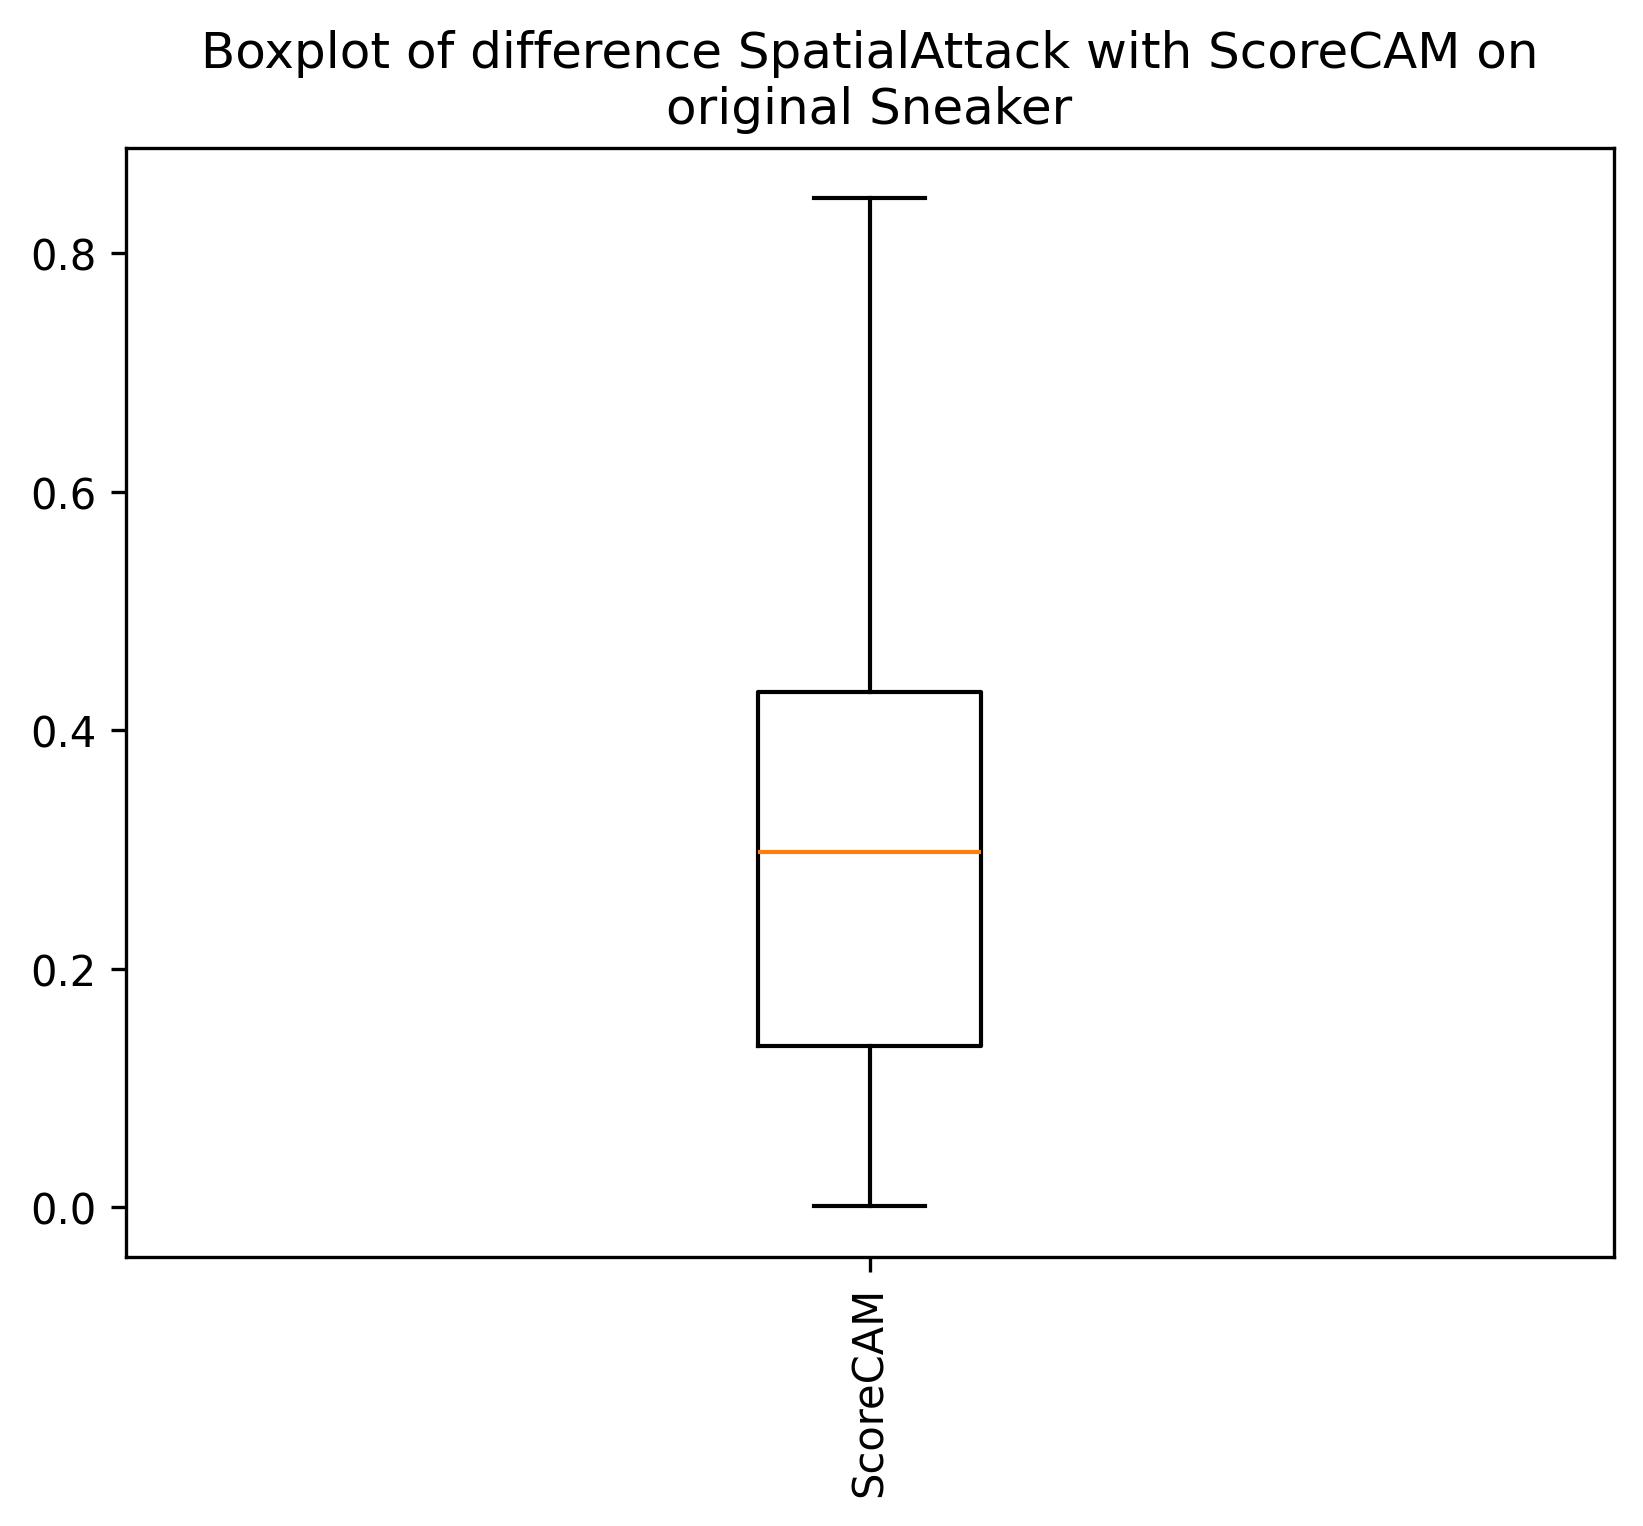 Boxplot of difference SpatialAttack with ScoreCAM on
original Sneaker
0.8
0.6
0.4
0.2
0.0
ScoreCAM